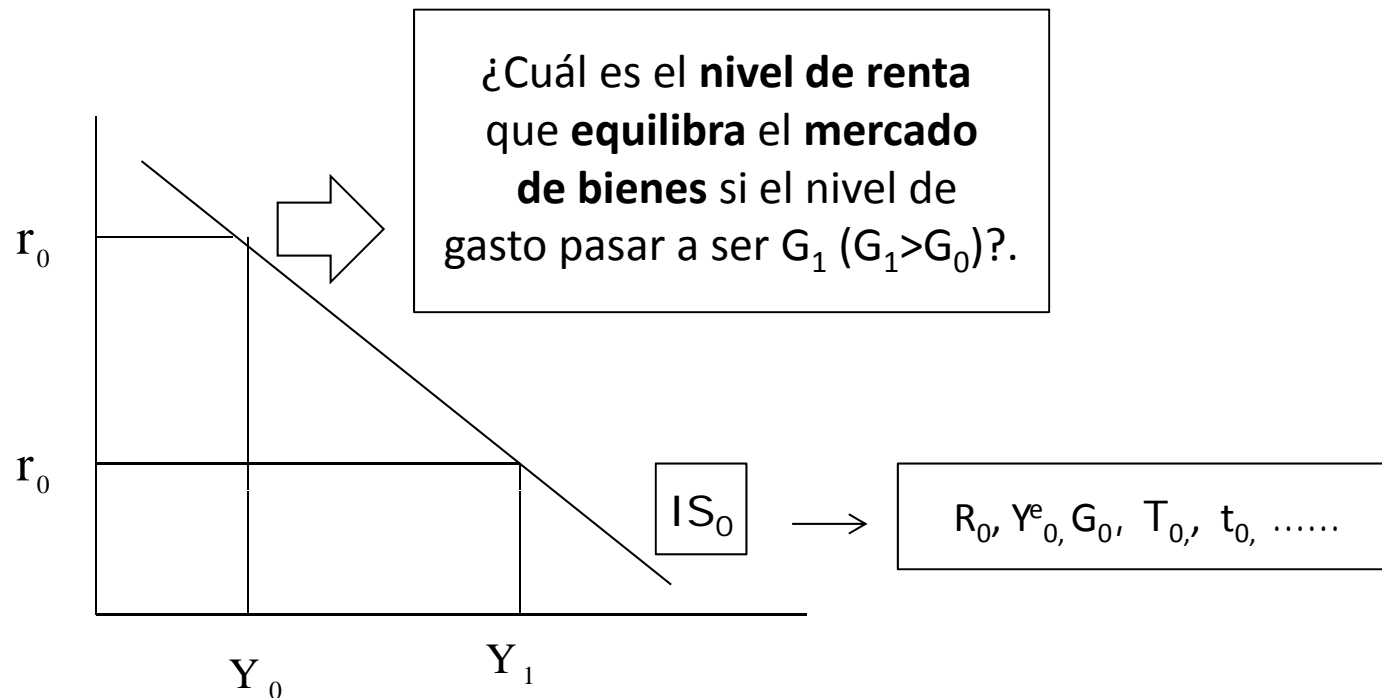 ¿Cuál es el nivel de renta
que equilibra el mercado
de bienes si el nivel de
gasto pasar a ser G₁ (G₁>G₀)?.
r₀
r₀
IS₀
R₀, Yᵉ₀, G₀, T₀,, t₀, ......
Y₀
Y₁